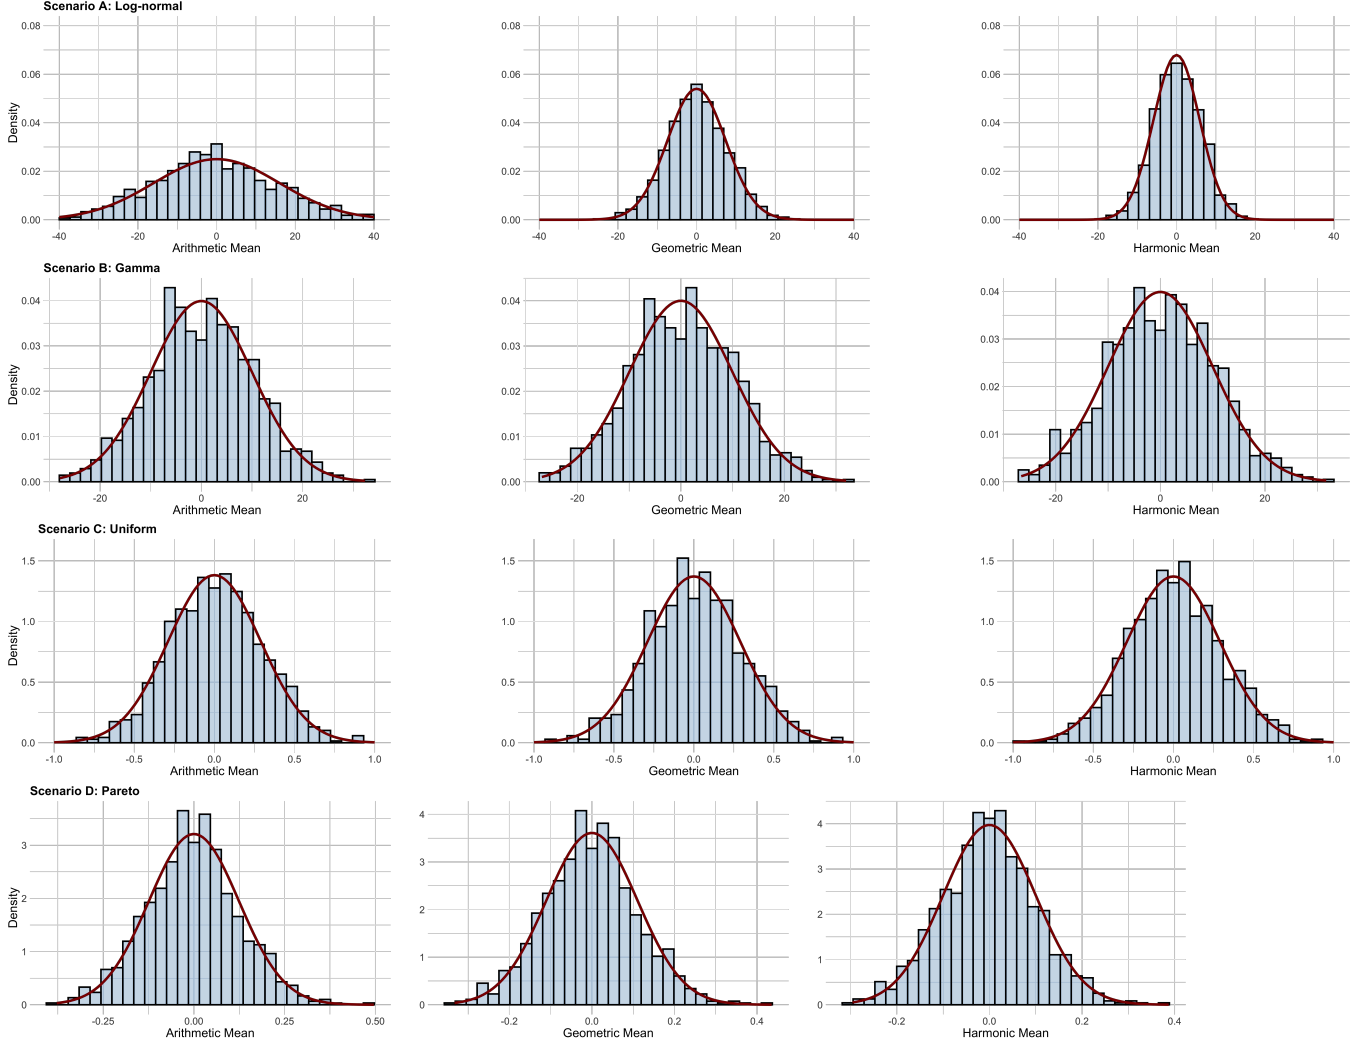 Scenario A: Log-normal
Density
0.08
0.06
0.04
0.02
0.00
-40 -20 0 20 40
Arithmetic Mean
0.08
0.06
0.04
0.02
0.00
-40 -20 0 20 40
Geometric Mean
0.08
0.06
0.04
0.02
0.00
-40 -20 0 20 40
Harmonic Mean
Scenario B: Gamma
Density
0.04
0.03
0.02
0.01
0.00
-20 0 20
Arithmetic Mean
0.04
0.03
0.02
0.01
0.00
-20 0 20
Geometric Mean
0.04
0.03
0.02
0.01
0.00
-20 0 20
Harmonic Mean
Scenario C: Uniform
Density
1.5
1.0
0.5
0.0
-1.0 -0.5 0.0 0.5 1.0
Arithmetic Mean
1.5
1.0
0.5
0.0
-1.0 -0.5 0.0 0.5 1.0
Geometric Mean
1.5
1.0
0.5
0.0
-1.0 -0.5 0.0 0.5 1.0
Harmonic Mean
Scenario D: Pareto
Density
3
2
1
0
-0.25 0.00 0.25 0.50
Arithmetic Mean
4
3
2
1
0
-0.2 0.0 0.2 0.4
Geometric Mean
4
3
2
1
0
-0.2 0.0 0.2 0.4
Harmonic Mean